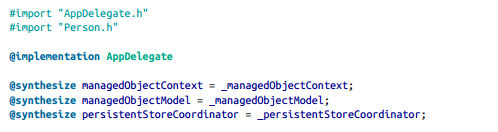 #import "AppDelegate.h"
#import "Person.h"
@implementation AppDelegate
@synthesize managedObjectContext = _managedObjectContext;
@synthesize managedObjectModel = _managedObjectModel;
@synthesize persistentStoreCoordinator = _persistentStoreCoordinator;